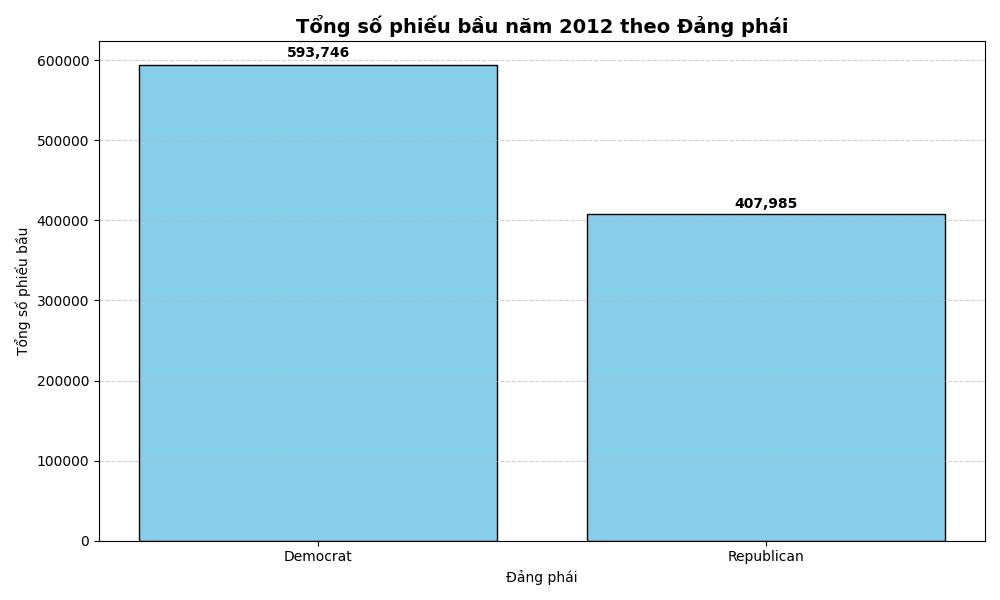 Tổng số phiếu bầu năm 2012 theo Đảng phái
593,746
407,985
600000
500000
400000
300000
200000
100000
0
Tổng số phiếu bầu
Democrat
Republican
Đảng phái